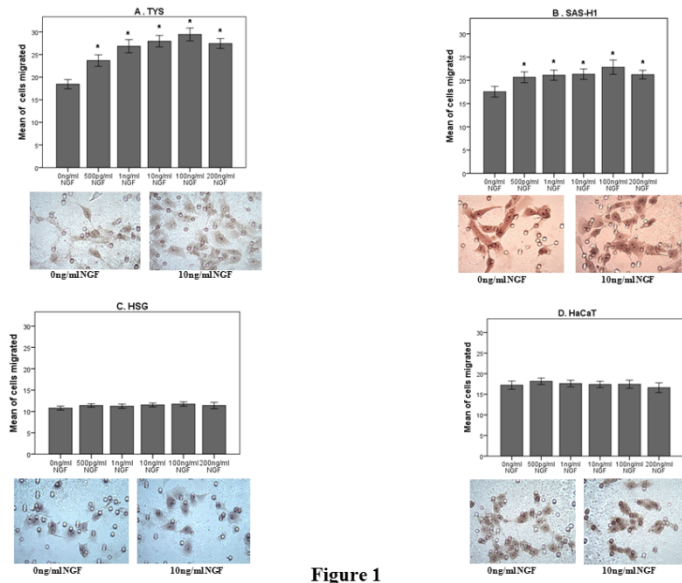 A. TYS
Mean of cells migrated
30
25
20
15
10
5
0
0ng/ml NGF
500pg/ml NGF
1ng/ml NGF
10ng/ml NGF
100ng/ml NGF
200ng/ml NGF
* * * * *
0ng/mlNGF
10ng/mlNGF
B. SAS-H1
Mean of cells migrated
30
25
20
15
10
5
0
0ng/ml NGF
500pg/ml NGF
1ng/ml NGF
10ng/ml NGF
100ng/ml NGF
200ng/ml NGF
* * * * *
0ng/mlNGF
10ng/mlNGF
C. HSG
Mean of cells migrated
30
25
20
15
10
5
0
0ng/ml NGF
500pg/ml NGF
1ng/ml NGF
10ng/ml NGF
100ng/ml NGF
200ng/ml NGF
0ng/mlNGF
10ng/mlNGF
D. HaCaT
Mean of cells migrated
30
25
20
15
10
5
0
0ng/ml NGF
500pg/ml NGF
1ng/ml NGF
10ng/ml NGF
100ng/ml NGF
200ng/ml NGF
0ng/mlNGF
10ng/mlNGF
Figure 1